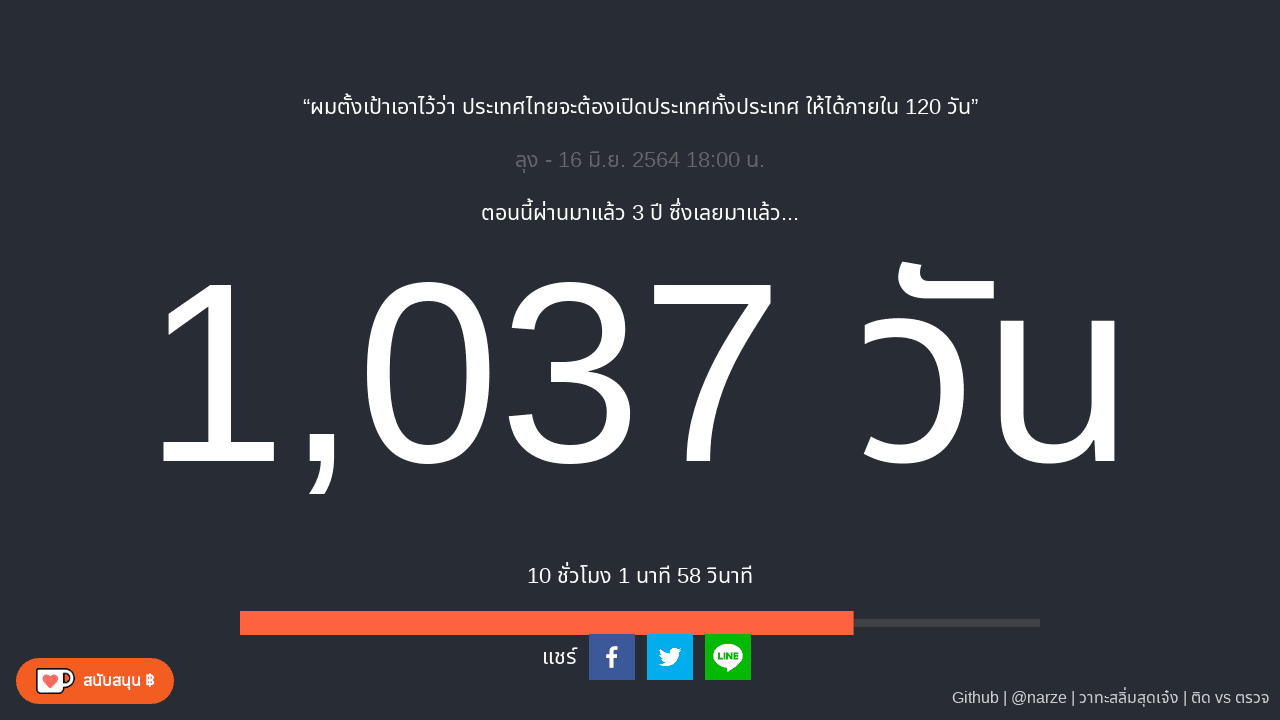 “ผมตั้งเป้าเอาไว้ว่า ประเทศไทยจะต้องเปิดประเทศทั้งประเทศ ให้ได้ภายใน 120 วัน”
ลุง - 16 มิ.ย. 2564 18:00 น.
ตอนนี้ผ่านมาแล้ว 3 ปี ซึ่งเลยมาแล้ว...
1,037 วัน
10 ชั่วโมง 1 นาที 58 วินาที
แชร์
LINE
สนับสนุน ฿
Github | @narze | วาทะสลิ่มสุดเจ๋ง | ติด vs ตรวจ